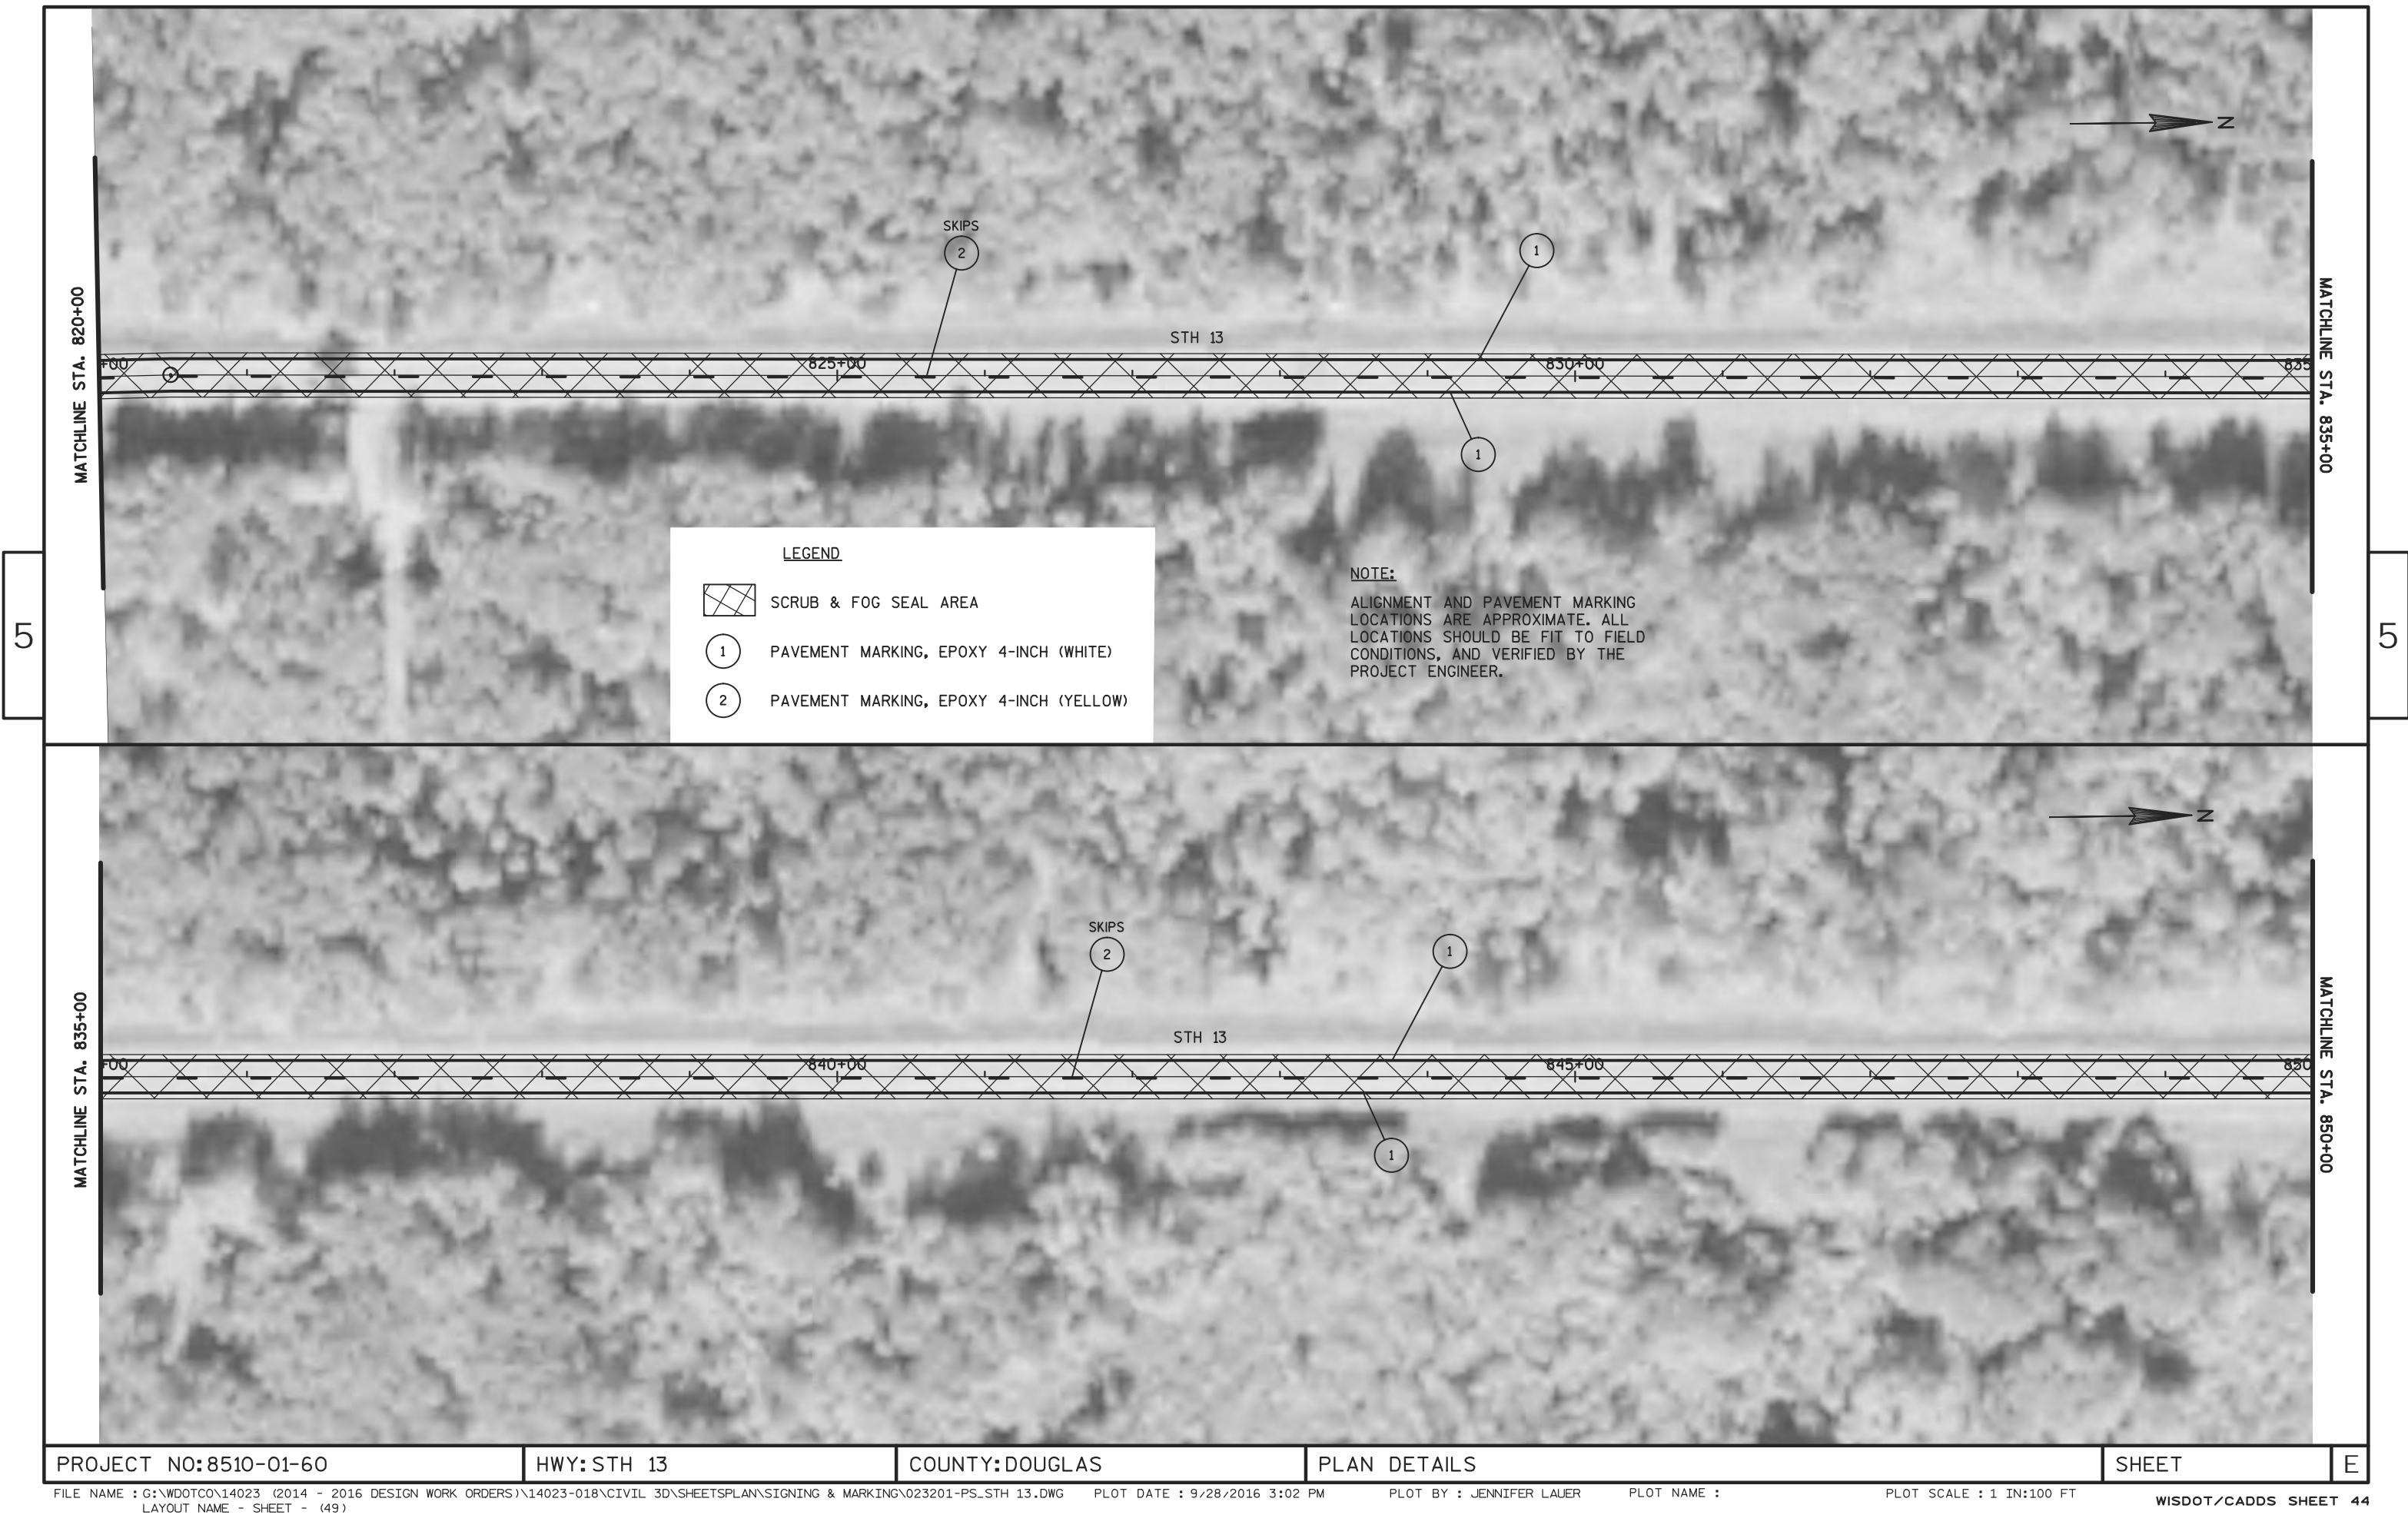 N
SKIPS
2
1
MATCHLINE STA. 820+00
STH 13
+00
825+00
830+00
835
MATCHLINE STA. 835+00
1
LEGEND
SCRUB & FOG SEAL AREA
1 PAVEMENT MARKING, EPOXY 4-INCH (WHITE)
2 PAVEMENT MARKING, EPOXY 4-INCH (YELLOW)
NOTE:
ALIGNMENT AND PAVEMENT MARKING
LOCATIONS ARE APPROXIMATE. ALL
LOCATIONS SHOULD BE FIT TO FIELD
CONDITIONS, AND VERIFIED BY THE
PROJECT ENGINEER.
5
5
N
SKIPS
2
1
MATCHLINE STA. 835+00
STH 13
+00
840+00
845+00
850
MATCHLINE STA. 850+00
1
PROJECT NO:8510-01-60 HWY:STH 13 COUNTY:DOUGLAS PLAN DETAILS SHEET E
FILE NAME : G:\WDOTCO\14023 (2014 - 2016 DESIGN WORK ORDERS)\14023-018\CIVIL 3D\SHEETSPLAN\SIGNING & MARKING\023201-PS_STH 13.DWG PLOT DATE : 9/28/2016 3:02 PM PLOT BY : JENNIFER LAUER PLOT NAME : PLOT SCALE : 1 IN:100 FT
LAYOUT NAME - SHEET - (49)
WISDOT/CADDS SHEET 44